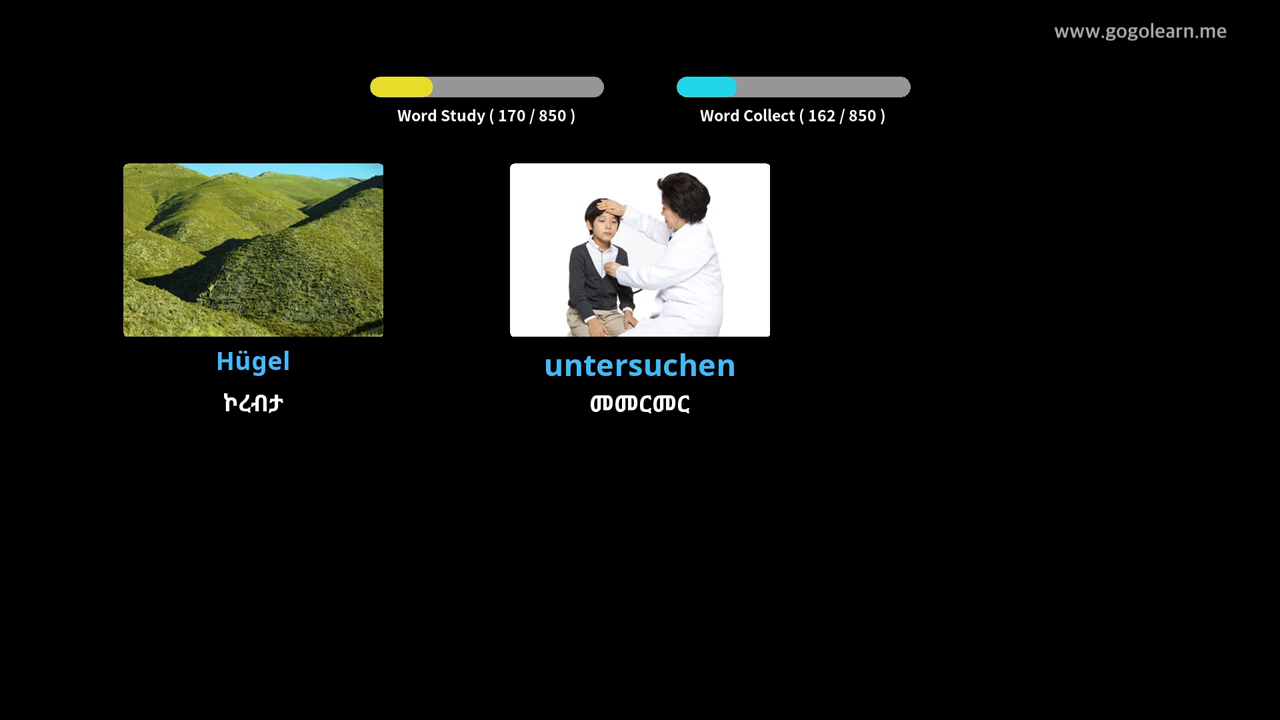 www.gogolearn.me
Word Study ( 170 / 850 )
Word Collect ( 162 / 850 )
Hügel
untersuchen
ኮረብታ
መመርመር